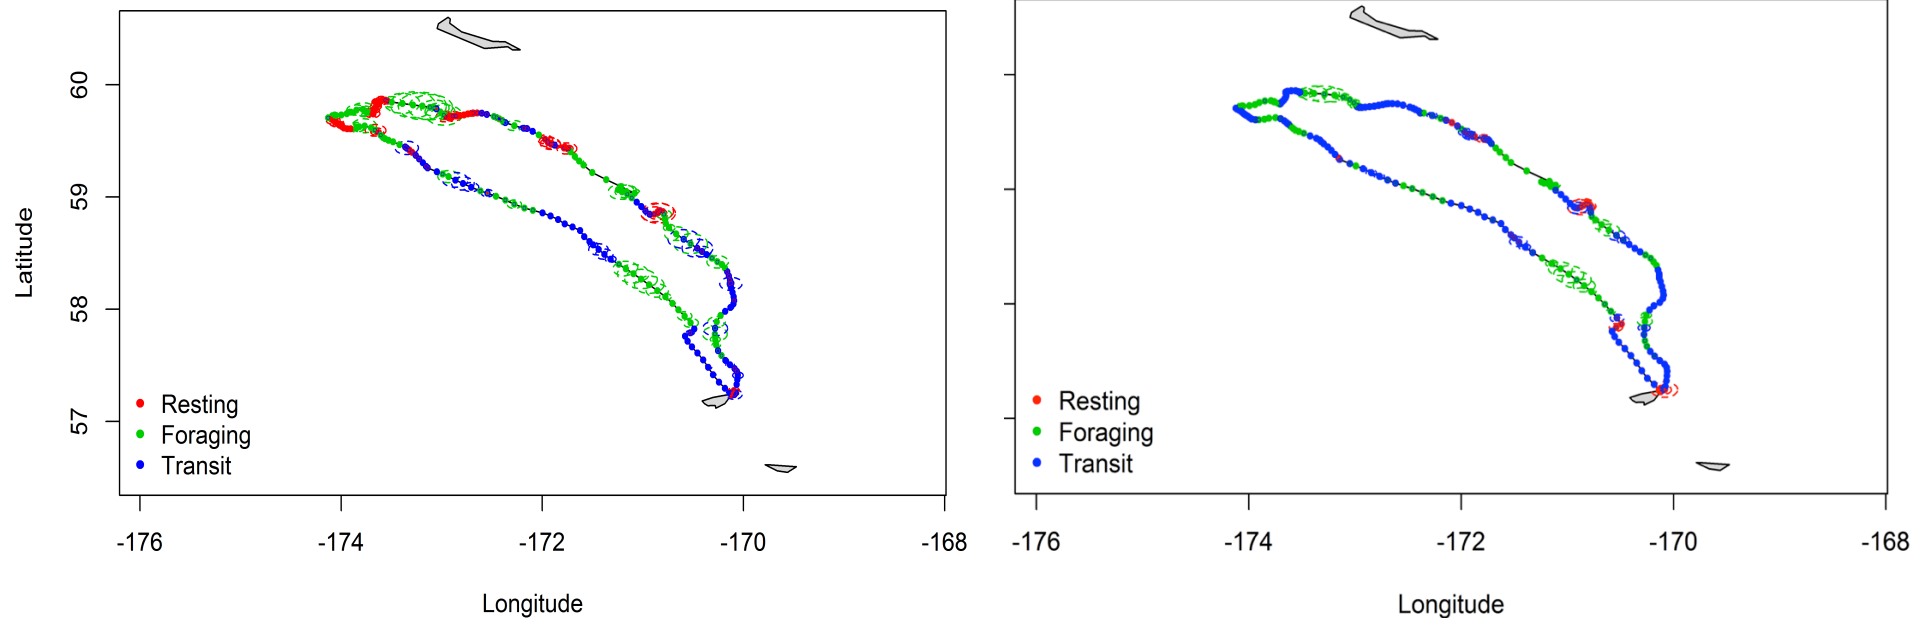 60
59
58
57
Latitude
Resting
Foraging
Transit
-176
-174
-172
-170
-168
Longitude
Resting
Foraging
Transit
-176
-174
-172
-170
-168
Longitude